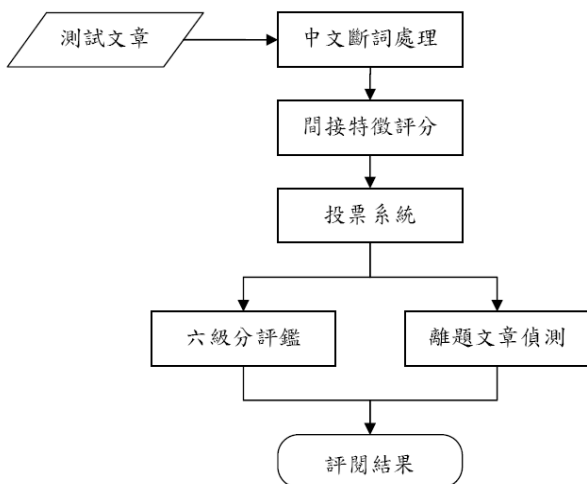 測試文章
中文斷詞處理
間接特徵評分
投票系統
六級分評鑑
離題文章偵測
評閱結果